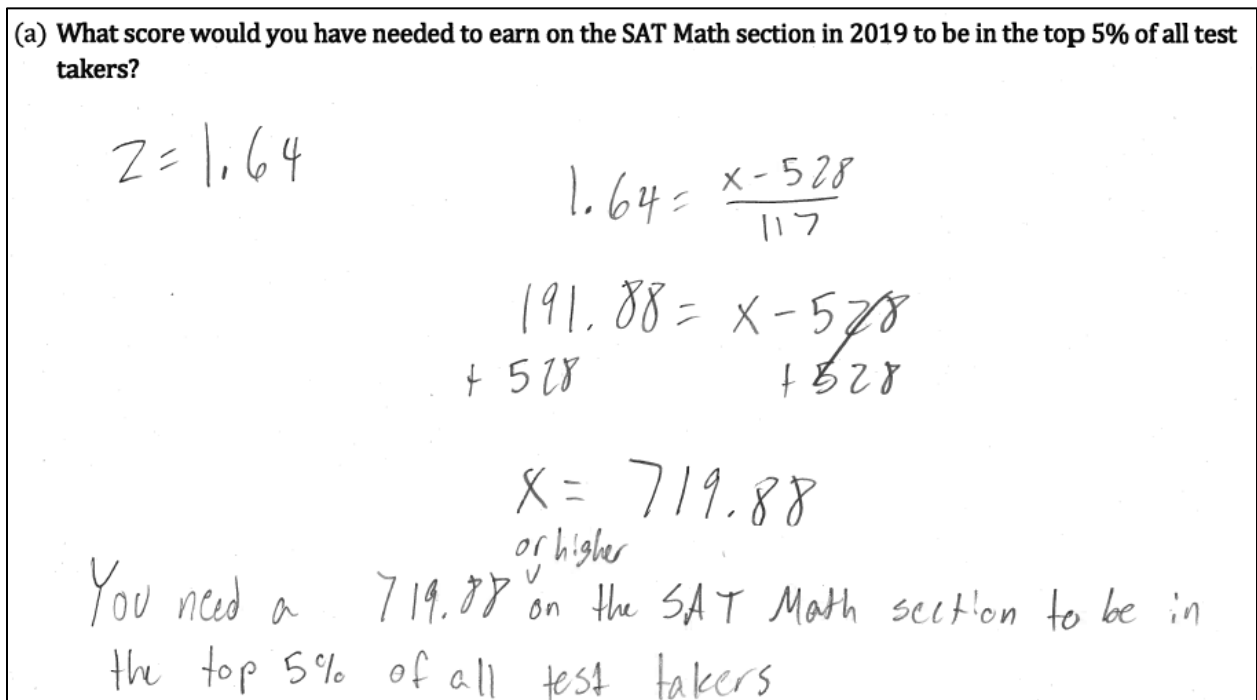 (a) What score would you have needed to earn on the SAT Math section in 2019 to be in the top 5% of all test
takers?
z = 1.64
1.64 = x - 528
117
191.88 = x - 528
+ 528 + 528
x = 719.88
or higher
You need a 719.88 on the SAT Math section to be in
the top 5% of all test takers